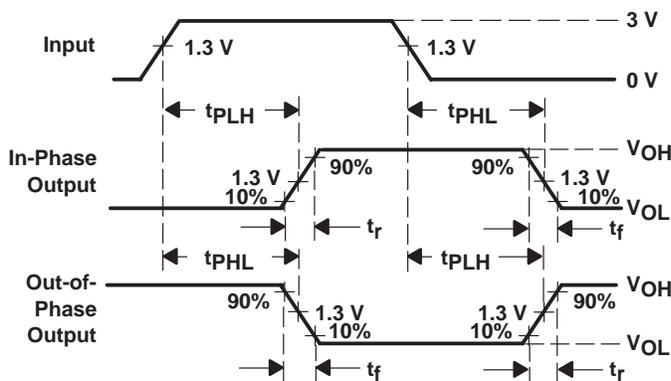 3 V
Input
1.3 V
1.3 V
0 V
tPLH
tPHL
In-Phase
Output
VOH
90%
90%
1.3 V
1.3 V
10%
10%
VOL
tr
tf
tPHL
tPLH
Out-of-
Phase
Output
VOH
90%
90%
1.3 V
1.3 V
10%
10%
VOL
tf
tr